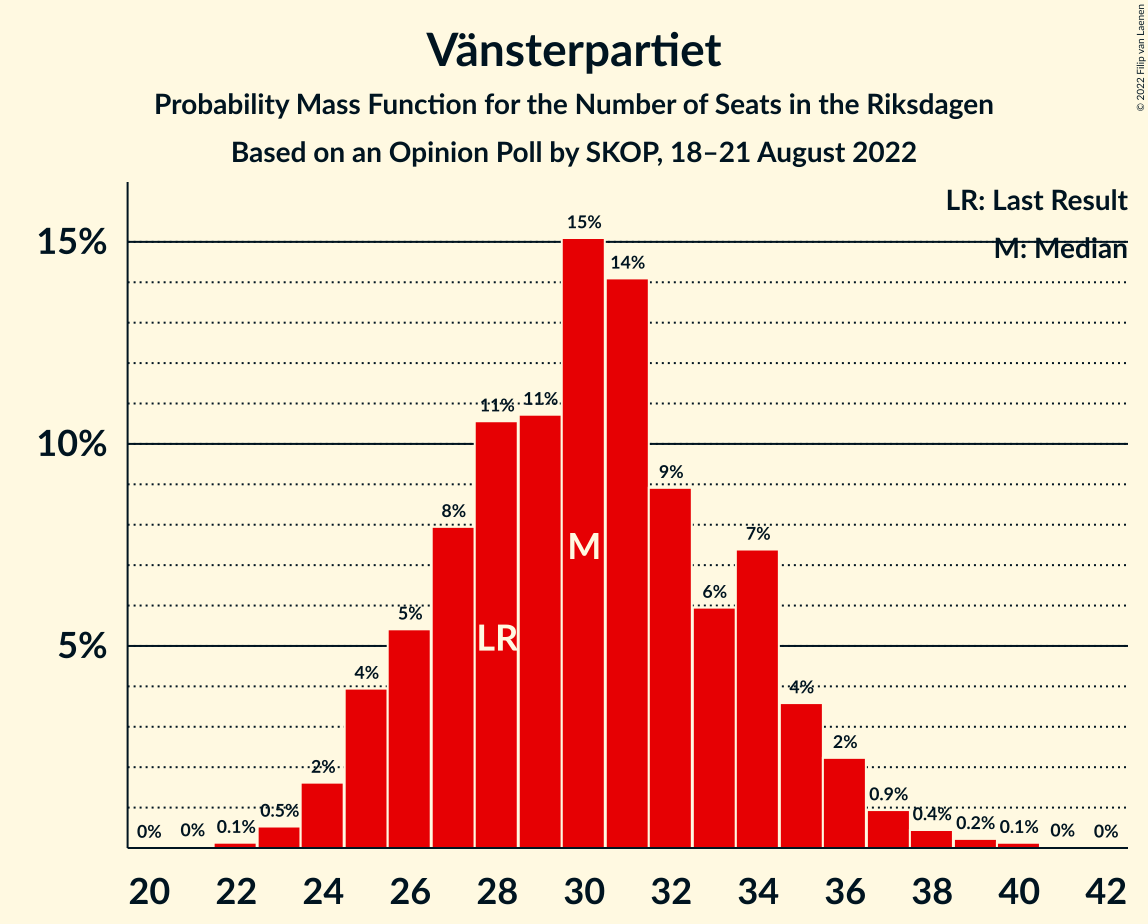 Vänsterpartiet
Probability Mass Function for the Number of Seats in the Riksdagen
Based on an Opinion Poll by SKOP, 18–21 August 2022
© 2022 Filip van Laenen
LR: Last Result
M: Median
15%
10%
5%
0%
0%
0.1%
0.5%
2%
4%
5%
8%
11%
11%
15%
14%
9%
6%
7%
4%
2%
0.9%
0.4%
0.2%
0.1%
0%
0%
LR
M
20 22 24 26 28 30 32 34 36 38 40 42